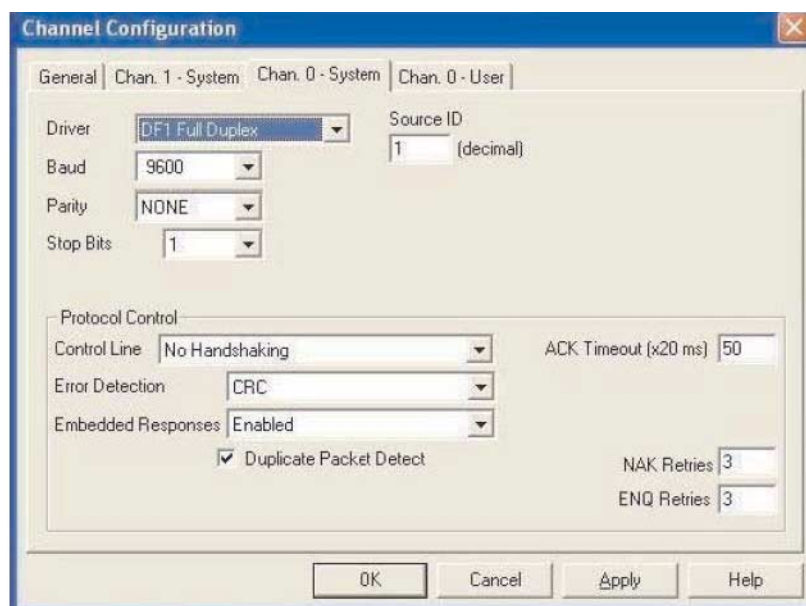 Channel Configuration
General Chan. 1 - System Chan. 0 - System Chan. 0 - User
Driver DF1 Full Duplex
Source ID
1 (decimal)
Baud 9600
Parity NONE
Stop Bits 1
Protocol Control
Control Line No Handshaking
ACK Timeout (x20 ms) 50
Error Detection CRC
Embedded Responses Enabled
Duplicate Packet Detect
NAK Retries 3
ENQ Retries 3
OK Cancel Apply Help